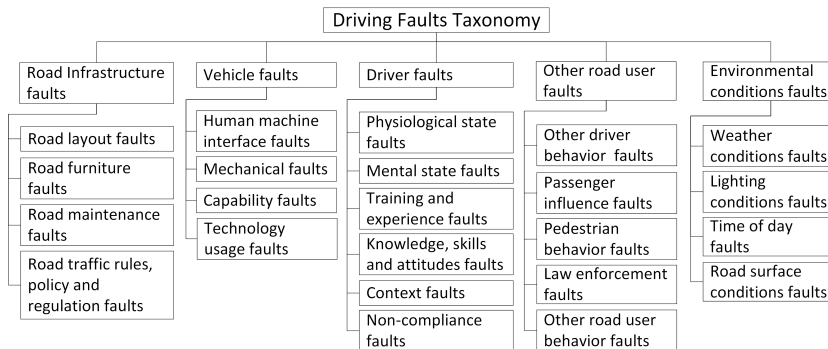 Driving Faults Taxonomy
Road Infrastructure
faults
Road layout faults
Road furniture
faults
Road maintenance
faults
Road traffic rules,
policy and
regulation faults
Vehicle faults
Human machine
interface faults
Mechanical faults
Capability faults
Technology
usage faults
Driver faults
Physiological state
faults
Mental state faults
Training and
experience faults
Knowledge, skills
and attitudes faults
Context faults
Non-compliance
faults
Other road user
faults
Other driver
behavior faults
Passenger
influence faults
Pedestrian
behavior faults
Law enforcement
faults
Other road user
behavior faults
Environmental
conditions faults
Weather
conditions faults
Lighting
conditions faults
Time of day
faults
Road surface
conditions faults